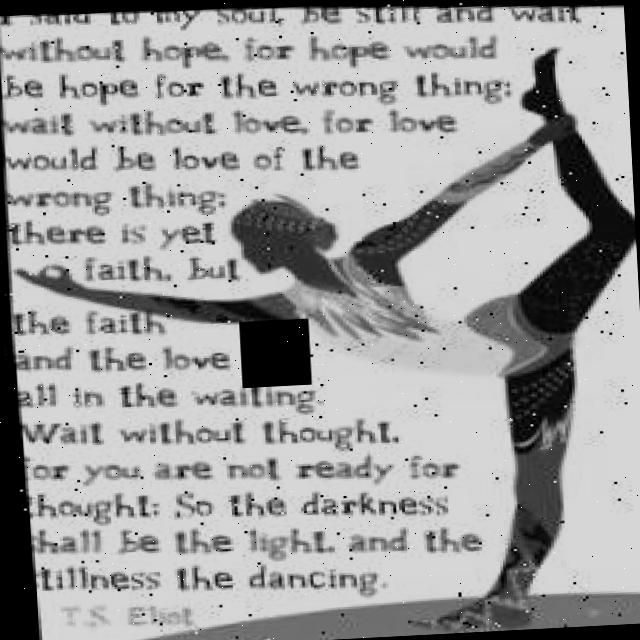 I said to my soul, be still and wait
without hope, for hope would
be hope for the wrong thing;
wait without love, for love
would be love of the
wrong thing;
there is yet
faith, but
the faith
and the love
all in the waiting.
Wait without thought,
for you are not ready for
thought: So the darkness
shall be the light, and the
stillness the dancing.
T.S. Eliot